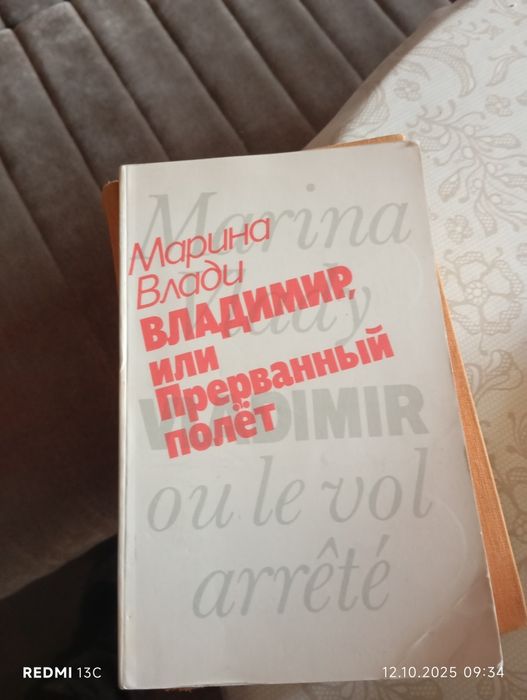 Marina
Vlady
VLADIMIR
ou le vol
arrêté
Марина
Влади
ВЛАДИМИР,
или
Прерванный
полёт
REDMI 13C
12.10.2025 09:34